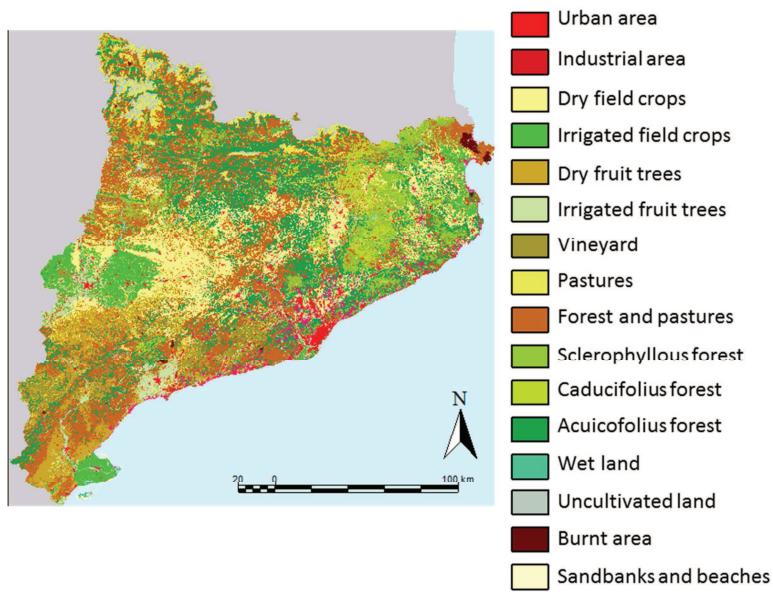 Urban area
Industrial area
Dry field crops
Irrigated field crops
Dry fruit trees
Irrigated fruit trees
Vineyard
Pastures
Forest and pastures
Sclerophyllous forest
Caducifolius forest
Acuicofolius forest
Wet land
Uncultivated land
Burnt area
Sandbanks and beaches
N
20 0 100 km